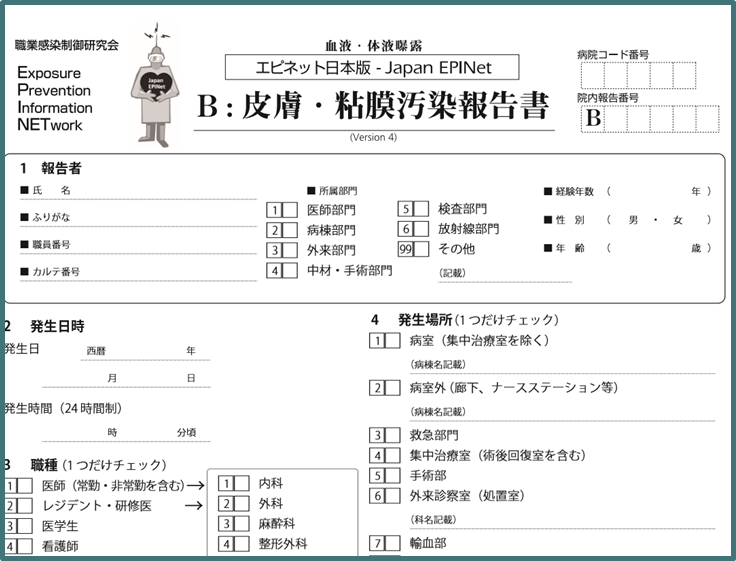 職業感染制御研究会
Exposure
Prevention
Information
NETwork
Japan
EPINet
血液・体液曝露
エピネット日本版 - Japan EPINet
B : 皮膚・粘膜汚染報告書
(Version 4)
病院コード番号
院内報告番号
B
1 報告者
■ 氏 名
■ ふりがな
■ 職員番号
■ カルテ番号
■ 所属部門
1 医師部門
2 病棟部門
3 外来部門
4 中材・手術部門
5 検査部門
6 放射線部門
99 その他
(記載)
■ 経験年数 ( 年 )
■ 性 別 ( 男 ・ 女 )
■ 年 齢 ( 歳 )
2 発生日時
発生日 西暦 年
月 日
発生時間(24 時間制)
時 分頃
3 職種(1 つだけチェック)
1 医師(常勤・非常勤を含む)→
2 レジデント・研修医 →
3 医学生
4 看護師
1 内科
2 外科
3 麻酔科
4 整形外科
4 発生場所(1 つだけチェック)
1 病室(集中治療室を除く)
(病棟名記載)
2 病室外(廊下、ナースステーション等)
(病棟名記載)
3 救急部門
4 集中治療室(術後回復室を含む)
5 手術部
6 外来診察室(処置室)
(科名記載)
7 輸血部